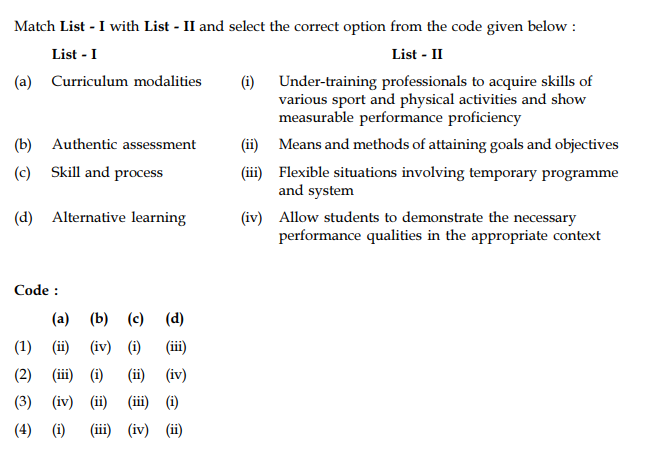 Match List - I with List - II and select the correct option from the code given below :
List - I List - II
(a) Curriculum modalities (i) Under-training professionals to acquire skills of
various sport and physical activities and show
measurable performance proficiency
(b) Authentic assessment (ii) Means and methods of attaining goals and objectives
(c) Skill and process (iii) Flexible situations involving temporary programme
and system
(d) Alternative learning (iv) Allow students to demonstrate the necessary
performance qualities in the appropriate context
Code :
(a) (b) (c) (d)
(1) (ii) (iv) (i) (iii)
(2) (iii) (i) (ii) (iv)
(3) (iv) (ii) (iii) (i)
(4) (i) (iii) (iv) (ii)